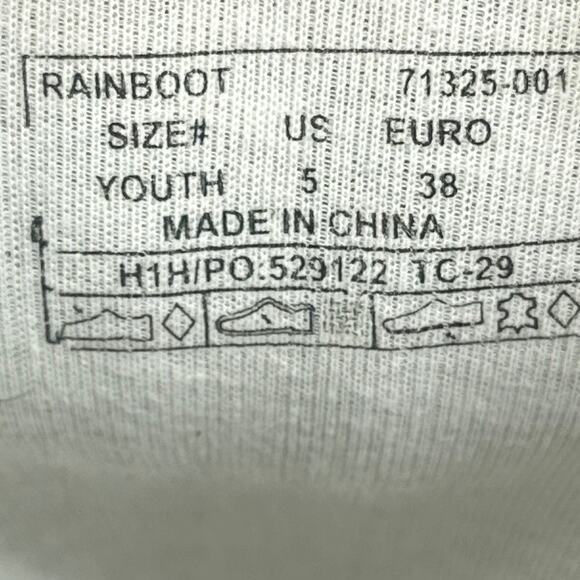 RAINBOOT 71325-001
SIZE# US EURO
YOUTH 5 38
MADE IN CHINA
H1H/PO:529122 TC-29